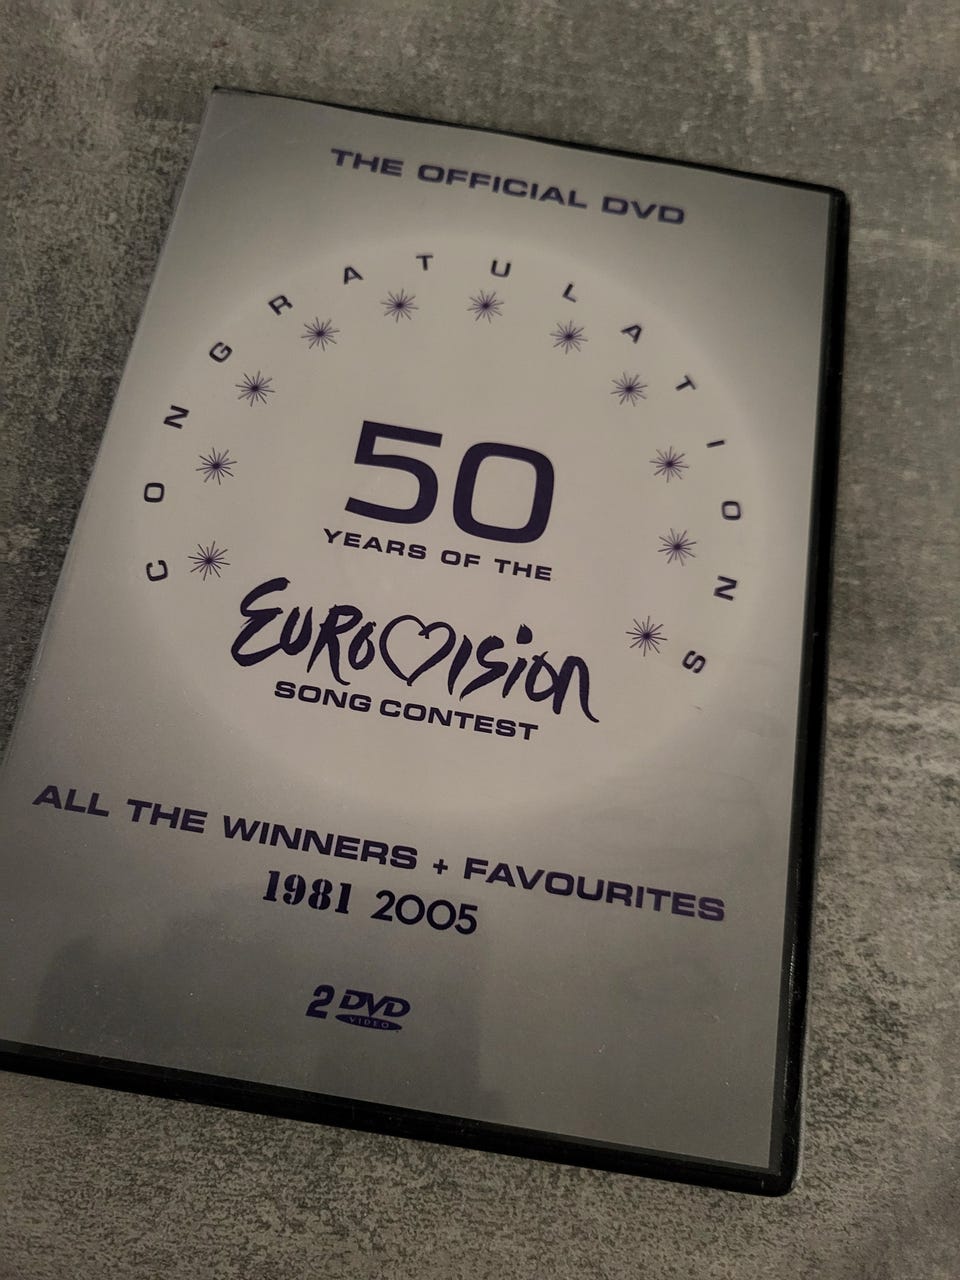 THE OFFICIAL DVD
CONGRATULATIONS
50
YEARS OF THE
EUROVISION
SONG CONTEST
ALL THE WINNERS + FAVOURITES
1981 2005
2 DVD
VIDEO